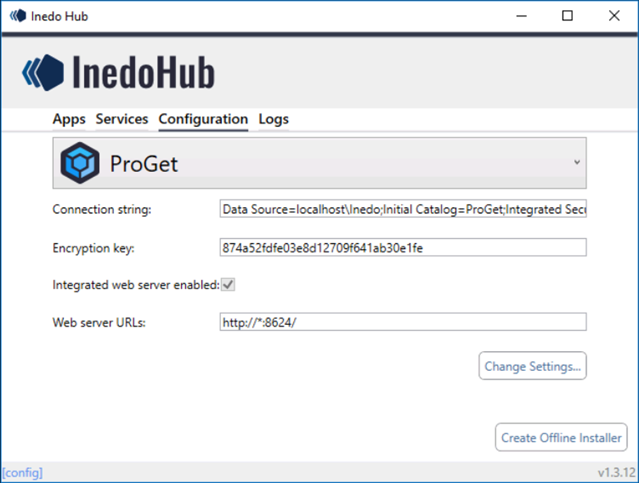 Inedo Hub
InedoHub
Apps Services Configuration Logs
ProGet
Connection string: Data Source=localhost\Inedo;Initial Catalog=ProGet;Integrated Secu
Encryption key: 874a52fdfe03e8d12709f641ab30e1fe
Integrated web server enabled:
Web server URLs: http://*:8624/
Change Settings...
Create Offline Installer
[config] v1.3.12